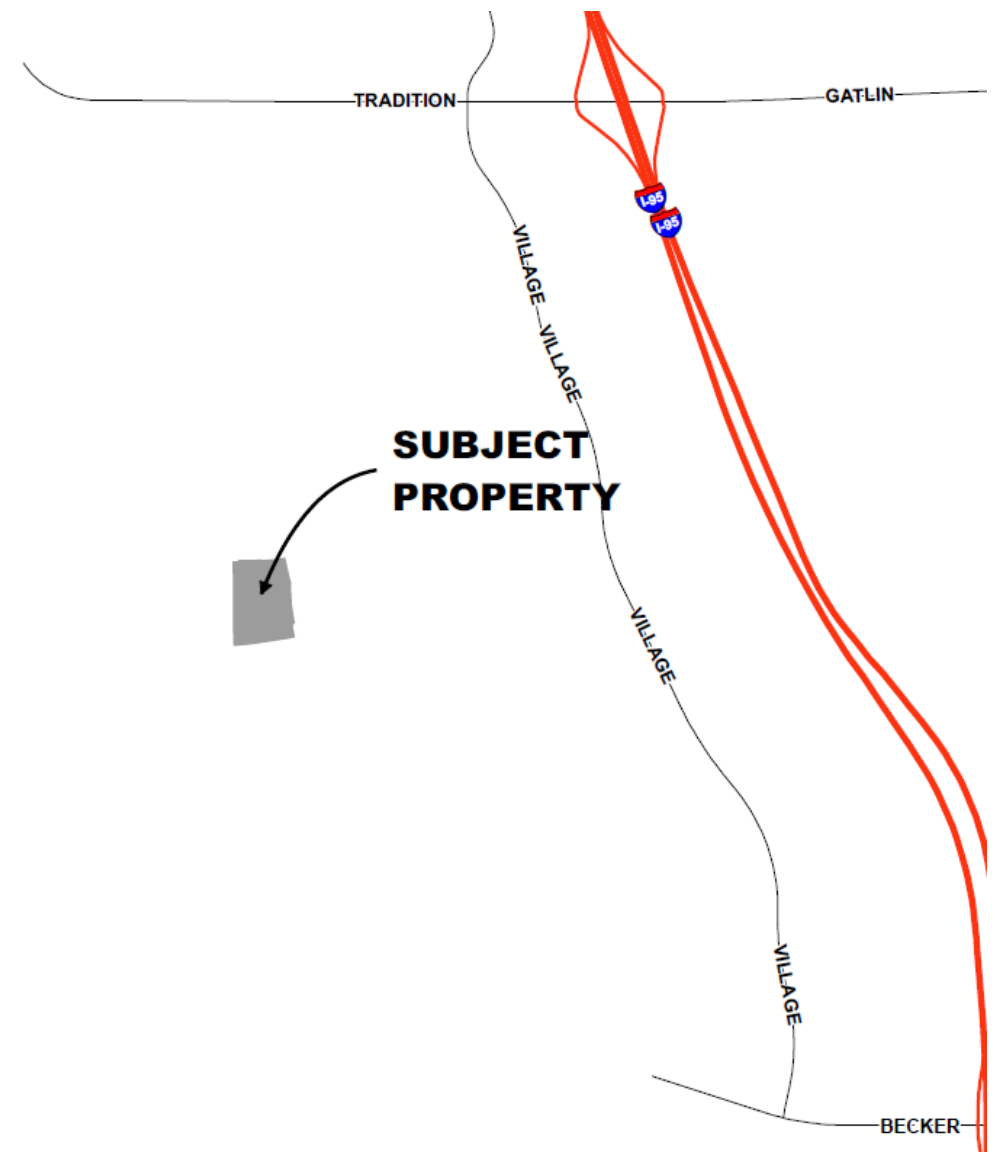 TRADITION
GATLIN
I-95
I-95
VILLAGE
VILLAGE
SUBJECT
PROPERTY
VILLAGE
VILLAGE
BECKER